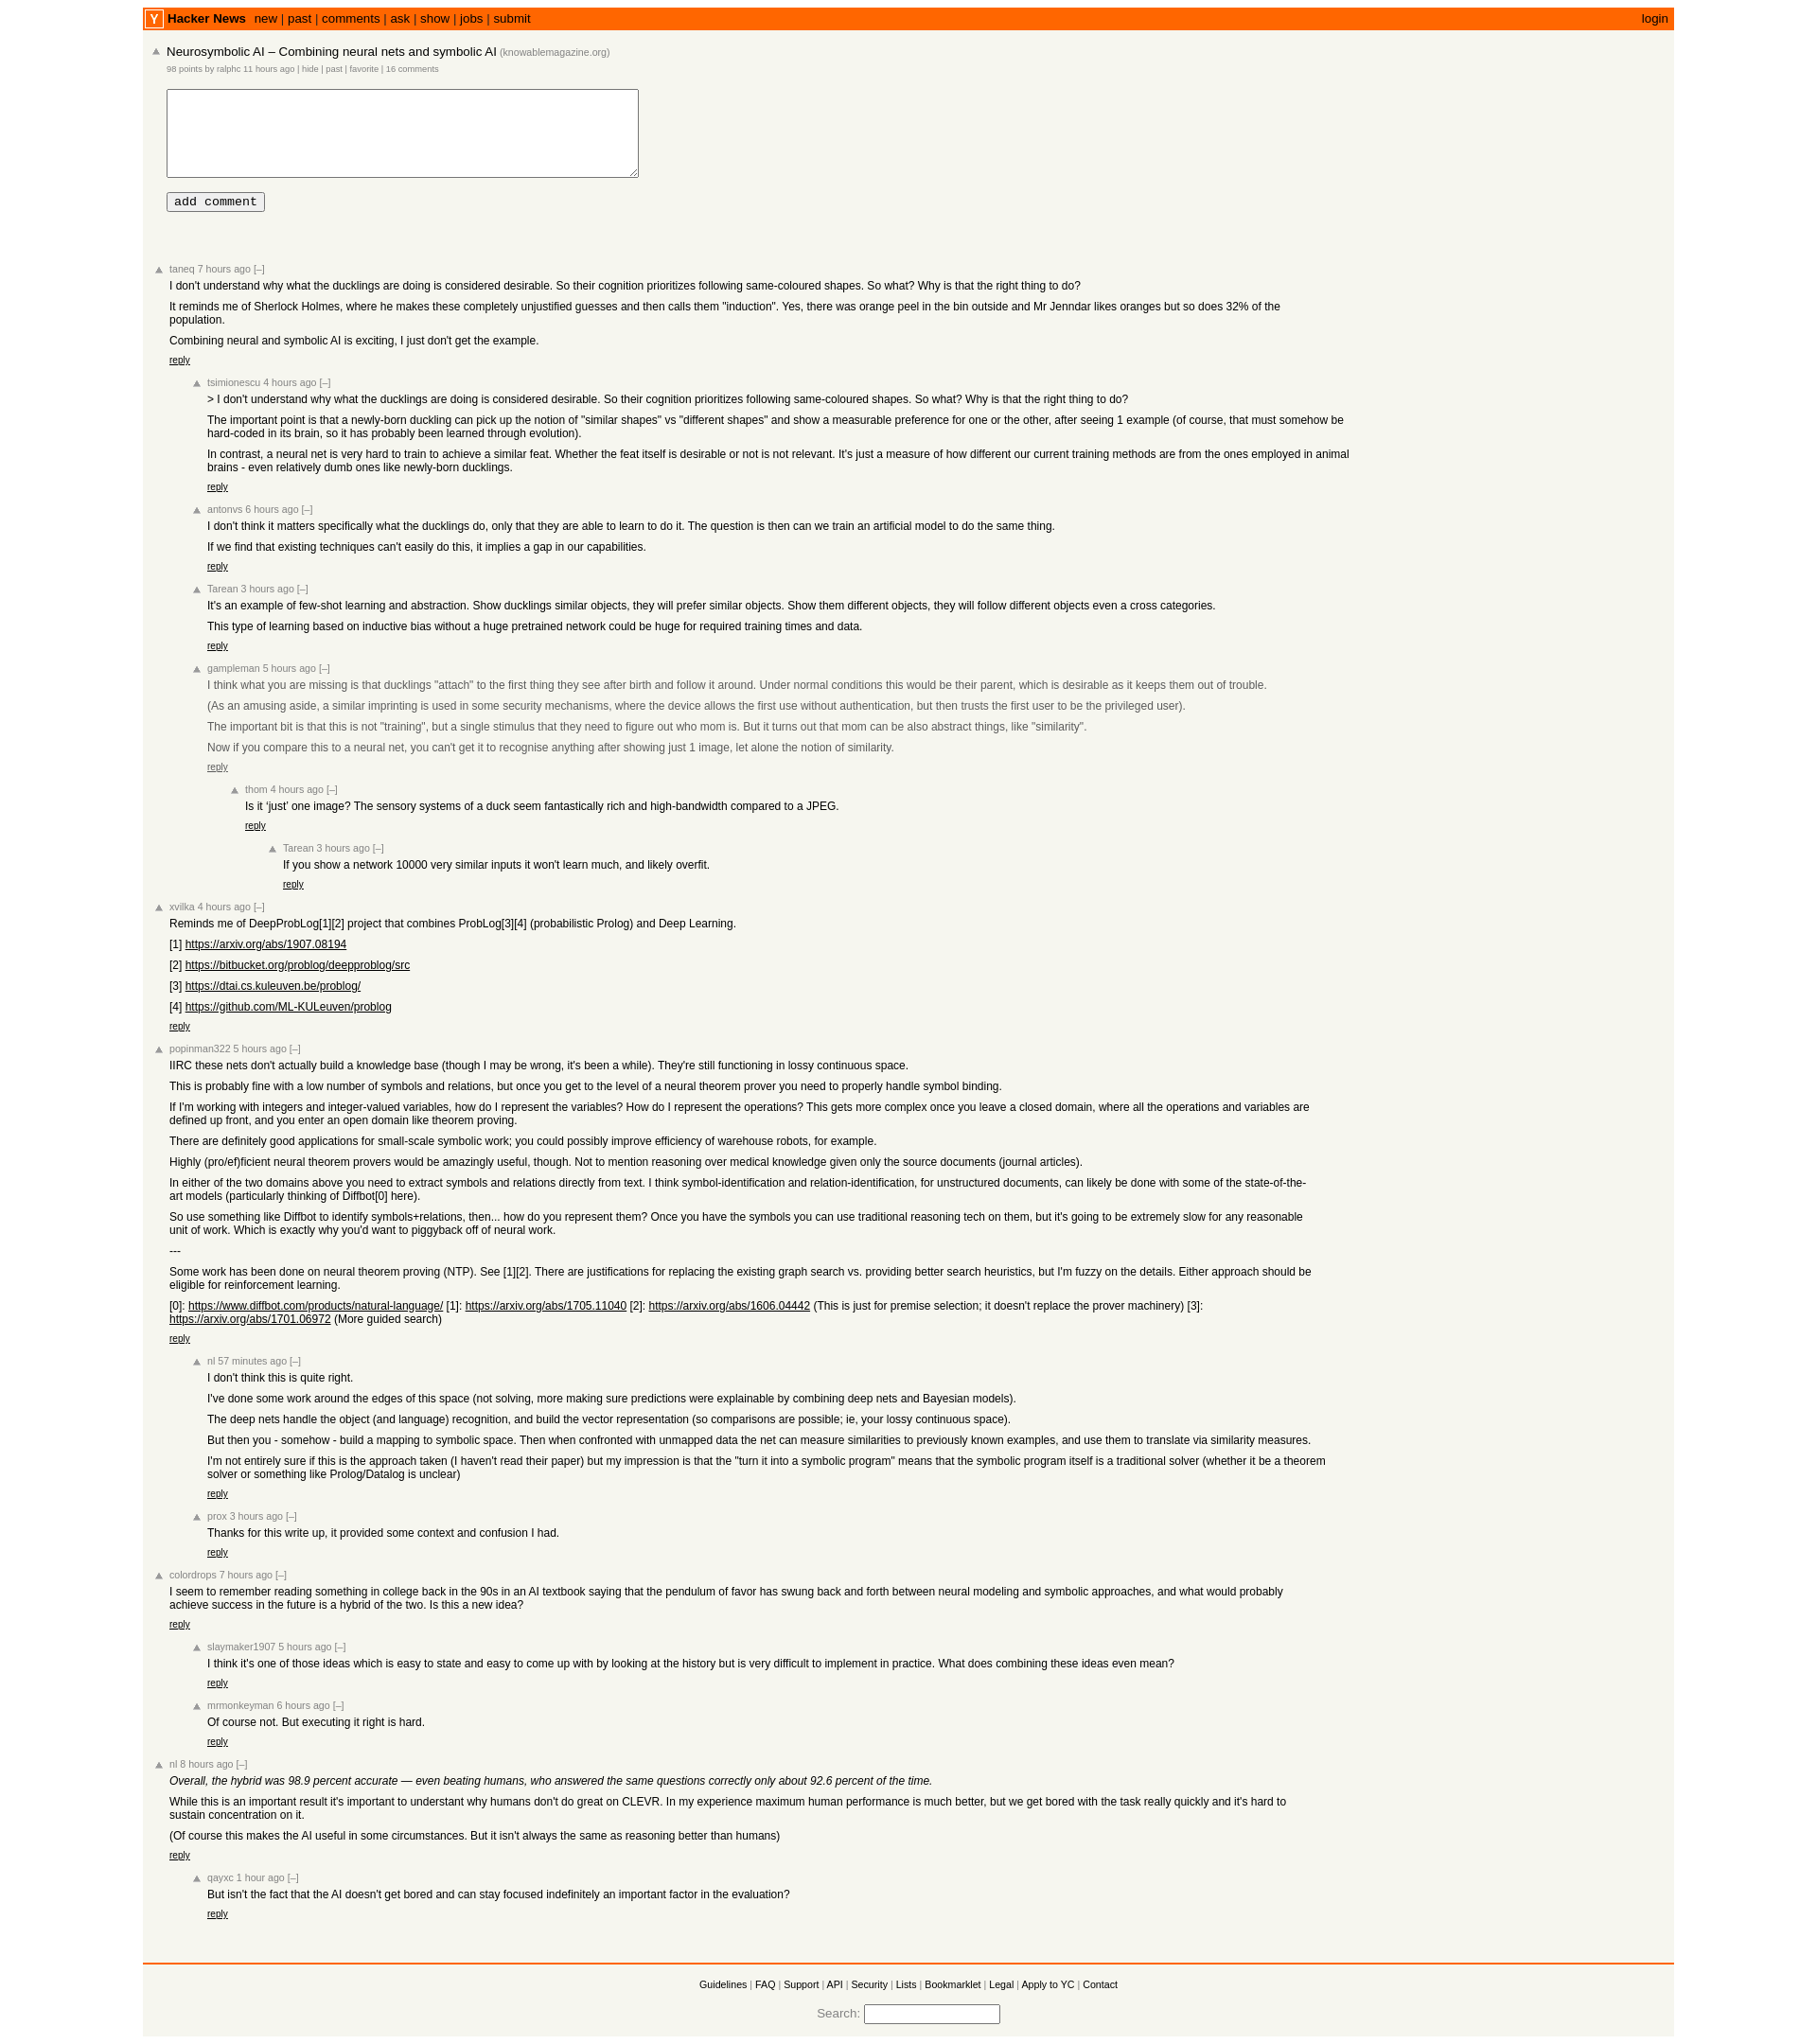 Y Hacker News new | past | comments | ask | show | jobs | submit login
Neurosymbolic AI – Combining neural nets and symbolic AI (knowablemagazine.org)
98 points by ralphc 11 hours ago | hide | past | favorite | 16 comments
add comment
taneq 7 hours ago [–]
I don't understand why what the ducklings are doing is considered desirable. So their cognition prioritizes following same-coloured shapes. So what? Why is that the right thing to do?
It reminds me of Sherlock Holmes, where he makes these completely unjustified guesses and then calls them "induction". Yes, there was orange peel in the bin outside and Mr Jenndar likes oranges but so does 32% of the
population.
Combining neural and symbolic AI is exciting, I just don't get the example.
reply
tsimionescu 4 hours ago [–]
> I don't understand why what the ducklings are doing is considered desirable. So their cognition prioritizes following same-coloured shapes. So what? Why is that the right thing to do?
The important point is that a newly-born duckling can pick up the notion of "similar shapes" vs "different shapes" and show a measurable preference for one or the other, after seeing 1 example (of course, that must somehow be
hard-coded in its brain, so it has probably been learned through evolution).
In contrast, a neural net is very hard to train to achieve a similar feat. Whether the feat itself is desirable or not is not relevant. It's just a measure of how different our current training methods are from the ones employed in animal
brains - even relatively dumb ones like newly-born ducklings.
reply
antonvs 6 hours ago [–]
I don't think it matters specifically what the ducklings do, only that they are able to learn to do it. The question is then can we train an artificial model to do the same thing.
If we find that existing techniques can't easily do this, it implies a gap in our capabilities.
reply
Tarean 3 hours ago [–]
It's an example of few-shot learning and abstraction. Show ducklings similar objects, they will prefer similar objects. Show them different objects, they will follow different objects even a cross categories.
This type of learning based on inductive bias without a huge pretrained network could be huge for required training times and data.
reply
gampleman 5 hours ago [–]
I think what you are missing is that ducklings "attach" to the first thing they see after birth and follow it around. Under normal conditions this would be their parent, which is desirable as it keeps them out of trouble.
(As an amusing aside, a similar imprinting is used in some security mechanisms, where the device allows the first use without authentication, but then trusts the first user to be the privileged user).
The important bit is that this is not "training", but a single stimulus that they need to figure out who mom is. But it turns out that mom can be also abstract things, like "similarity".
Now if you compare this to a neural net, you can't get it to recognise anything after showing just 1 image, let alone the notion of similarity.
reply
thom 4 hours ago [–]
Is it ‘just’ one image? The sensory systems of a duck seem fantastically rich and high-bandwidth compared to a JPEG.
reply
Tarean 3 hours ago [–]
If you show a network 10000 very similar inputs it won't learn much, and likely overfit.
reply
xvilka 4 hours ago [–]
Reminds me of DeepProbLog[1][2] project that combines ProbLog[3][4] (probabilistic Prolog) and Deep Learning.
[1] https://arxiv.org/abs/1907.08194
[2] https://bitbucket.org/problog/deepproblog/src
[3] https://dtai.cs.kuleuven.be/problog/
[4] https://github.com/ML-KULeuven/problog
reply
popinman322 5 hours ago [–]
IIRC these nets don't actually build a knowledge base (though I may be wrong, it's been a while). They're still functioning in lossy continuous space.
This is probably fine with a low number of symbols and relations, but once you get to the level of a neural theorem prover you need to properly handle symbol binding.
If I'm working with integers and integer-valued variables, how do I represent the variables? How do I represent the operations? This gets more complex once you leave a closed domain, where all the operations and variables are
defined up front, and you enter an open domain like theorem proving.
There are definitely good applications for small-scale symbolic work; you could possibly improve efficiency of warehouse robots, for example.
Highly (pro/ef)ficient neural theorem provers would be amazingly useful, though. Not to mention reasoning over medical knowledge given only the source documents (journal articles).
In either of the two domains above you need to extract symbols and relations directly from text. I think symbol-identification and relation-identification, for unstructured documents, can likely be done with some of the state-of-the-
art models (particularly thinking of Diffbot[0] here).
So use something like Diffbot to identify symbols+relations, then... how do you represent them? Once you have the symbols you can use traditional reasoning tech on them, but it's going to be extremely slow for any reasonable
unit of work. Which is exactly why you'd want to piggyback off of neural work.
---
Some work has been done on neural theorem proving (NTP). See [1][2]. There are justifications for replacing the existing graph search vs. providing better search heuristics, but I'm fuzzy on the details. Either approach should be
eligible for reinforcement learning.
[0]: https://www.diffbot.com/products/natural-language/ [1]: https://arxiv.org/abs/1705.11040 [2]: https://arxiv.org/abs/1606.04442 (This is just for premise selection; it doesn't replace the prover machinery) [3]:
https://arxiv.org/abs/1701.06972 (More guided search)
reply
nl 57 minutes ago [–]
I don't think this is quite right.
I've done some work around the edges of this space (not solving, more making sure predictions were explainable by combining deep nets and Bayesian models).
The deep nets handle the object (and language) recognition, and build the vector representation (so comparisons are possible; ie, your lossy continuous space).
But then you - somehow - build a mapping to symbolic space. Then when confronted with unmapped data the net can measure similarities to previously known examples, and use them to translate via similarity measures.
I'm not entirely sure if this is the approach taken (I haven't read their paper) but my impression is that the "turn it into a symbolic program" means that the symbolic program itself is a traditional solver (whether it be a theorem
solver or something like Prolog/Datalog is unclear)
reply
prox 3 hours ago [–]
Thanks for this write up, it provided some context and confusion I had.
reply
colordrops 7 hours ago [–]
I seem to remember reading something in college back in the 90s in an AI textbook saying that the pendulum of favor has swung back and forth between neural modeling and symbolic approaches, and what would probably
achieve success in the future is a hybrid of the two. Is this a new idea?
reply
slaymaker1907 5 hours ago [–]
I think it's one of those ideas which is easy to state and easy to come up with by looking at the history but is very difficult to implement in practice. What does combining these ideas even mean?
reply
mrmonkeyman 6 hours ago [–]
Of course not. But executing it right is hard.
reply
nl 8 hours ago [–]
Overall, the hybrid was 98.9 percent accurate — even beating humans, who answered the same questions correctly only about 92.6 percent of the time.
While this is an important result it's important to understant why humans don't do great on CLEVR. In my experience maximum human performance is much better, but we get bored with the task really quickly and it's hard to
sustain concentration on it.
(Of course this makes the AI useful in some circumstances. But it isn't always the same as reasoning better than humans)
reply
qayxc 1 hour ago [–]
But isn't the fact that the AI doesn't get bored and can stay focused indefinitely an important factor in the evaluation?
reply
Guidelines | FAQ | Support | API | Security | Lists | Bookmarklet | Legal | Apply to YC | Contact
Search: